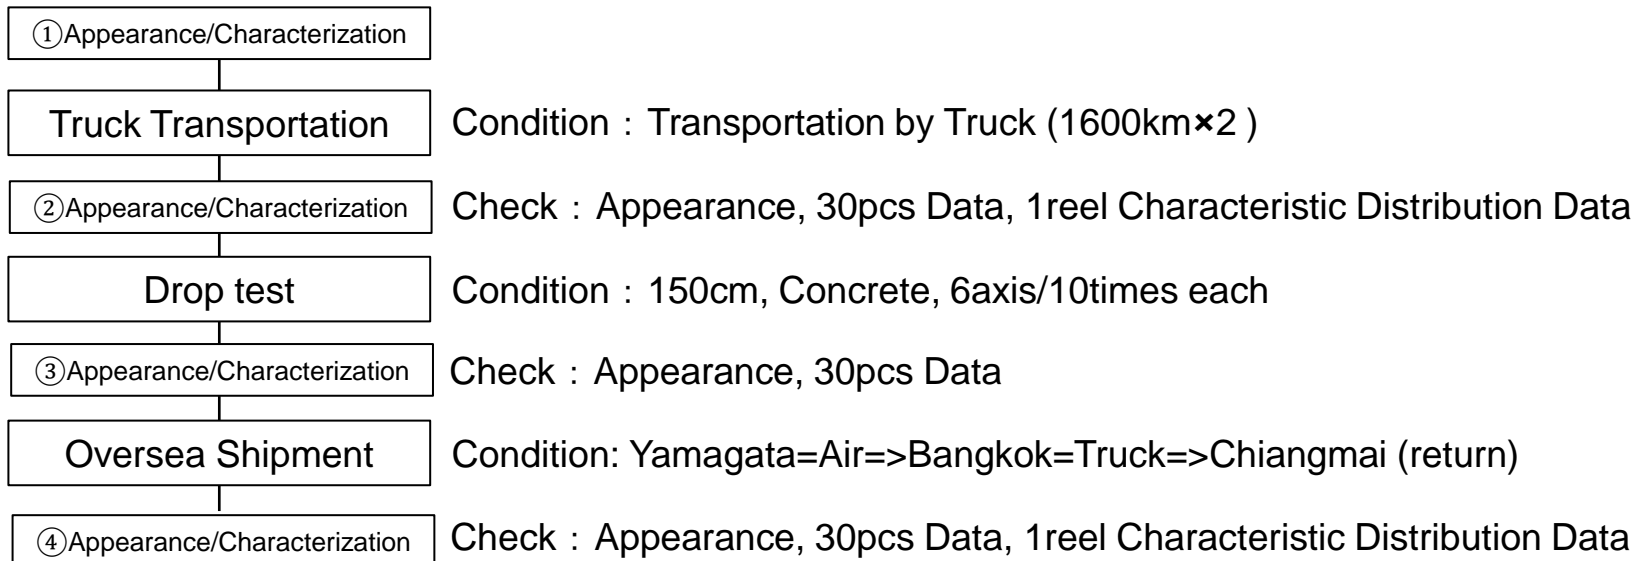 ①Appearance/Characterization
Truck Transportation Condition：Transportation by Truck (1600km×2 )
②Appearance/Characterization Check：Appearance, 30pcs Data, 1reel Characteristic Distribution Data
Drop test Condition：150cm, Concrete, 6axis/10times each
③Appearance/Characterization Check：Appearance, 30pcs Data
Oversea Shipment Condition: Yamagata=Air=>Bangkok=Truck=>Chiangmai (return)
④Appearance/Characterization Check：Appearance, 30pcs Data, 1reel Characteristic Distribution Data